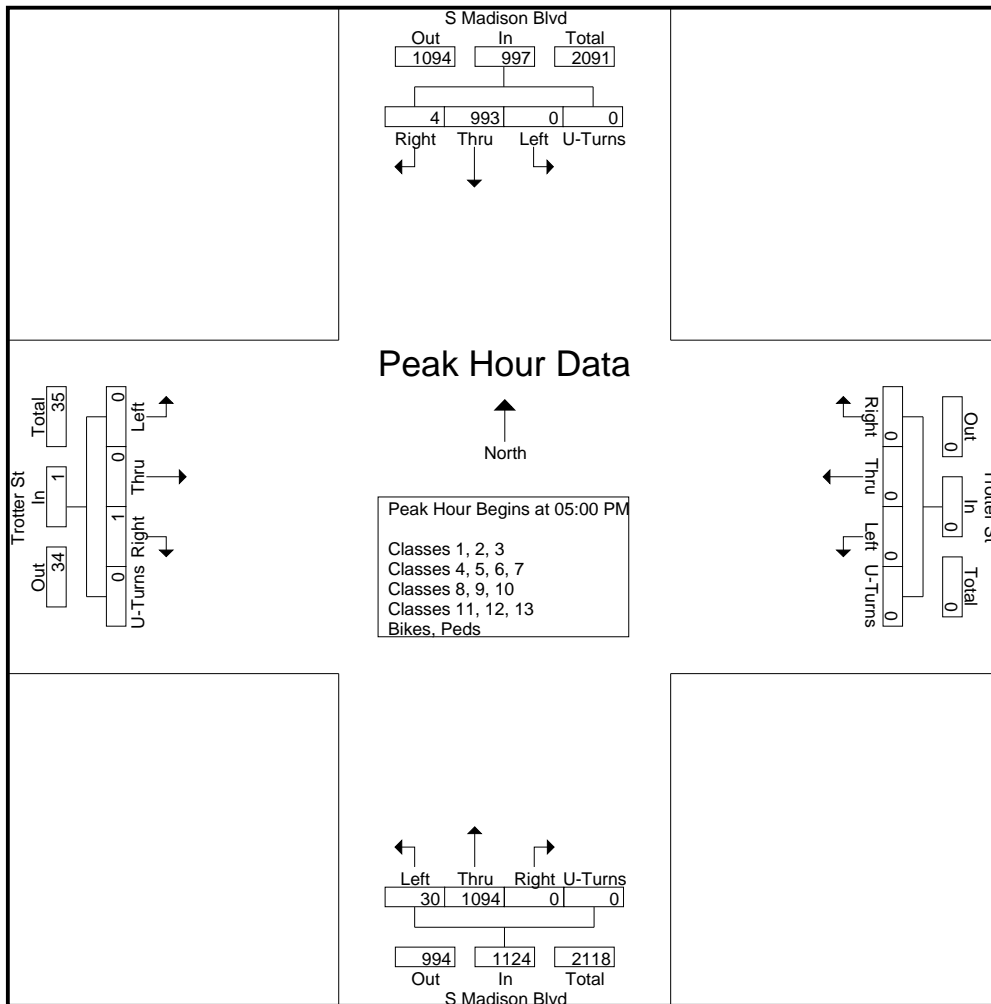 S Madison Blvd
Out In Total
1094 997 2091
4 993 0 0
Right Thru Left U-Turns
Peak Hour Data
North
Peak Hour Begins at 05:00 PM
Classes 1, 2, 3
Classes 4, 5, 6, 7
Classes 8, 9, 10
Classes 11, 12, 13
Bikes, Peds
Trotter St
Out In Total
34 1 35
0 1 0 0
U-Turns Right Thru Left
Trotter St
Out In Total
0 0 0
0 0 0 0
Right Thru Left U-Turns
Left Thru Right U-Turns
30 1094 0 0
994 1124 2118
Out In Total
S Madison Blvd